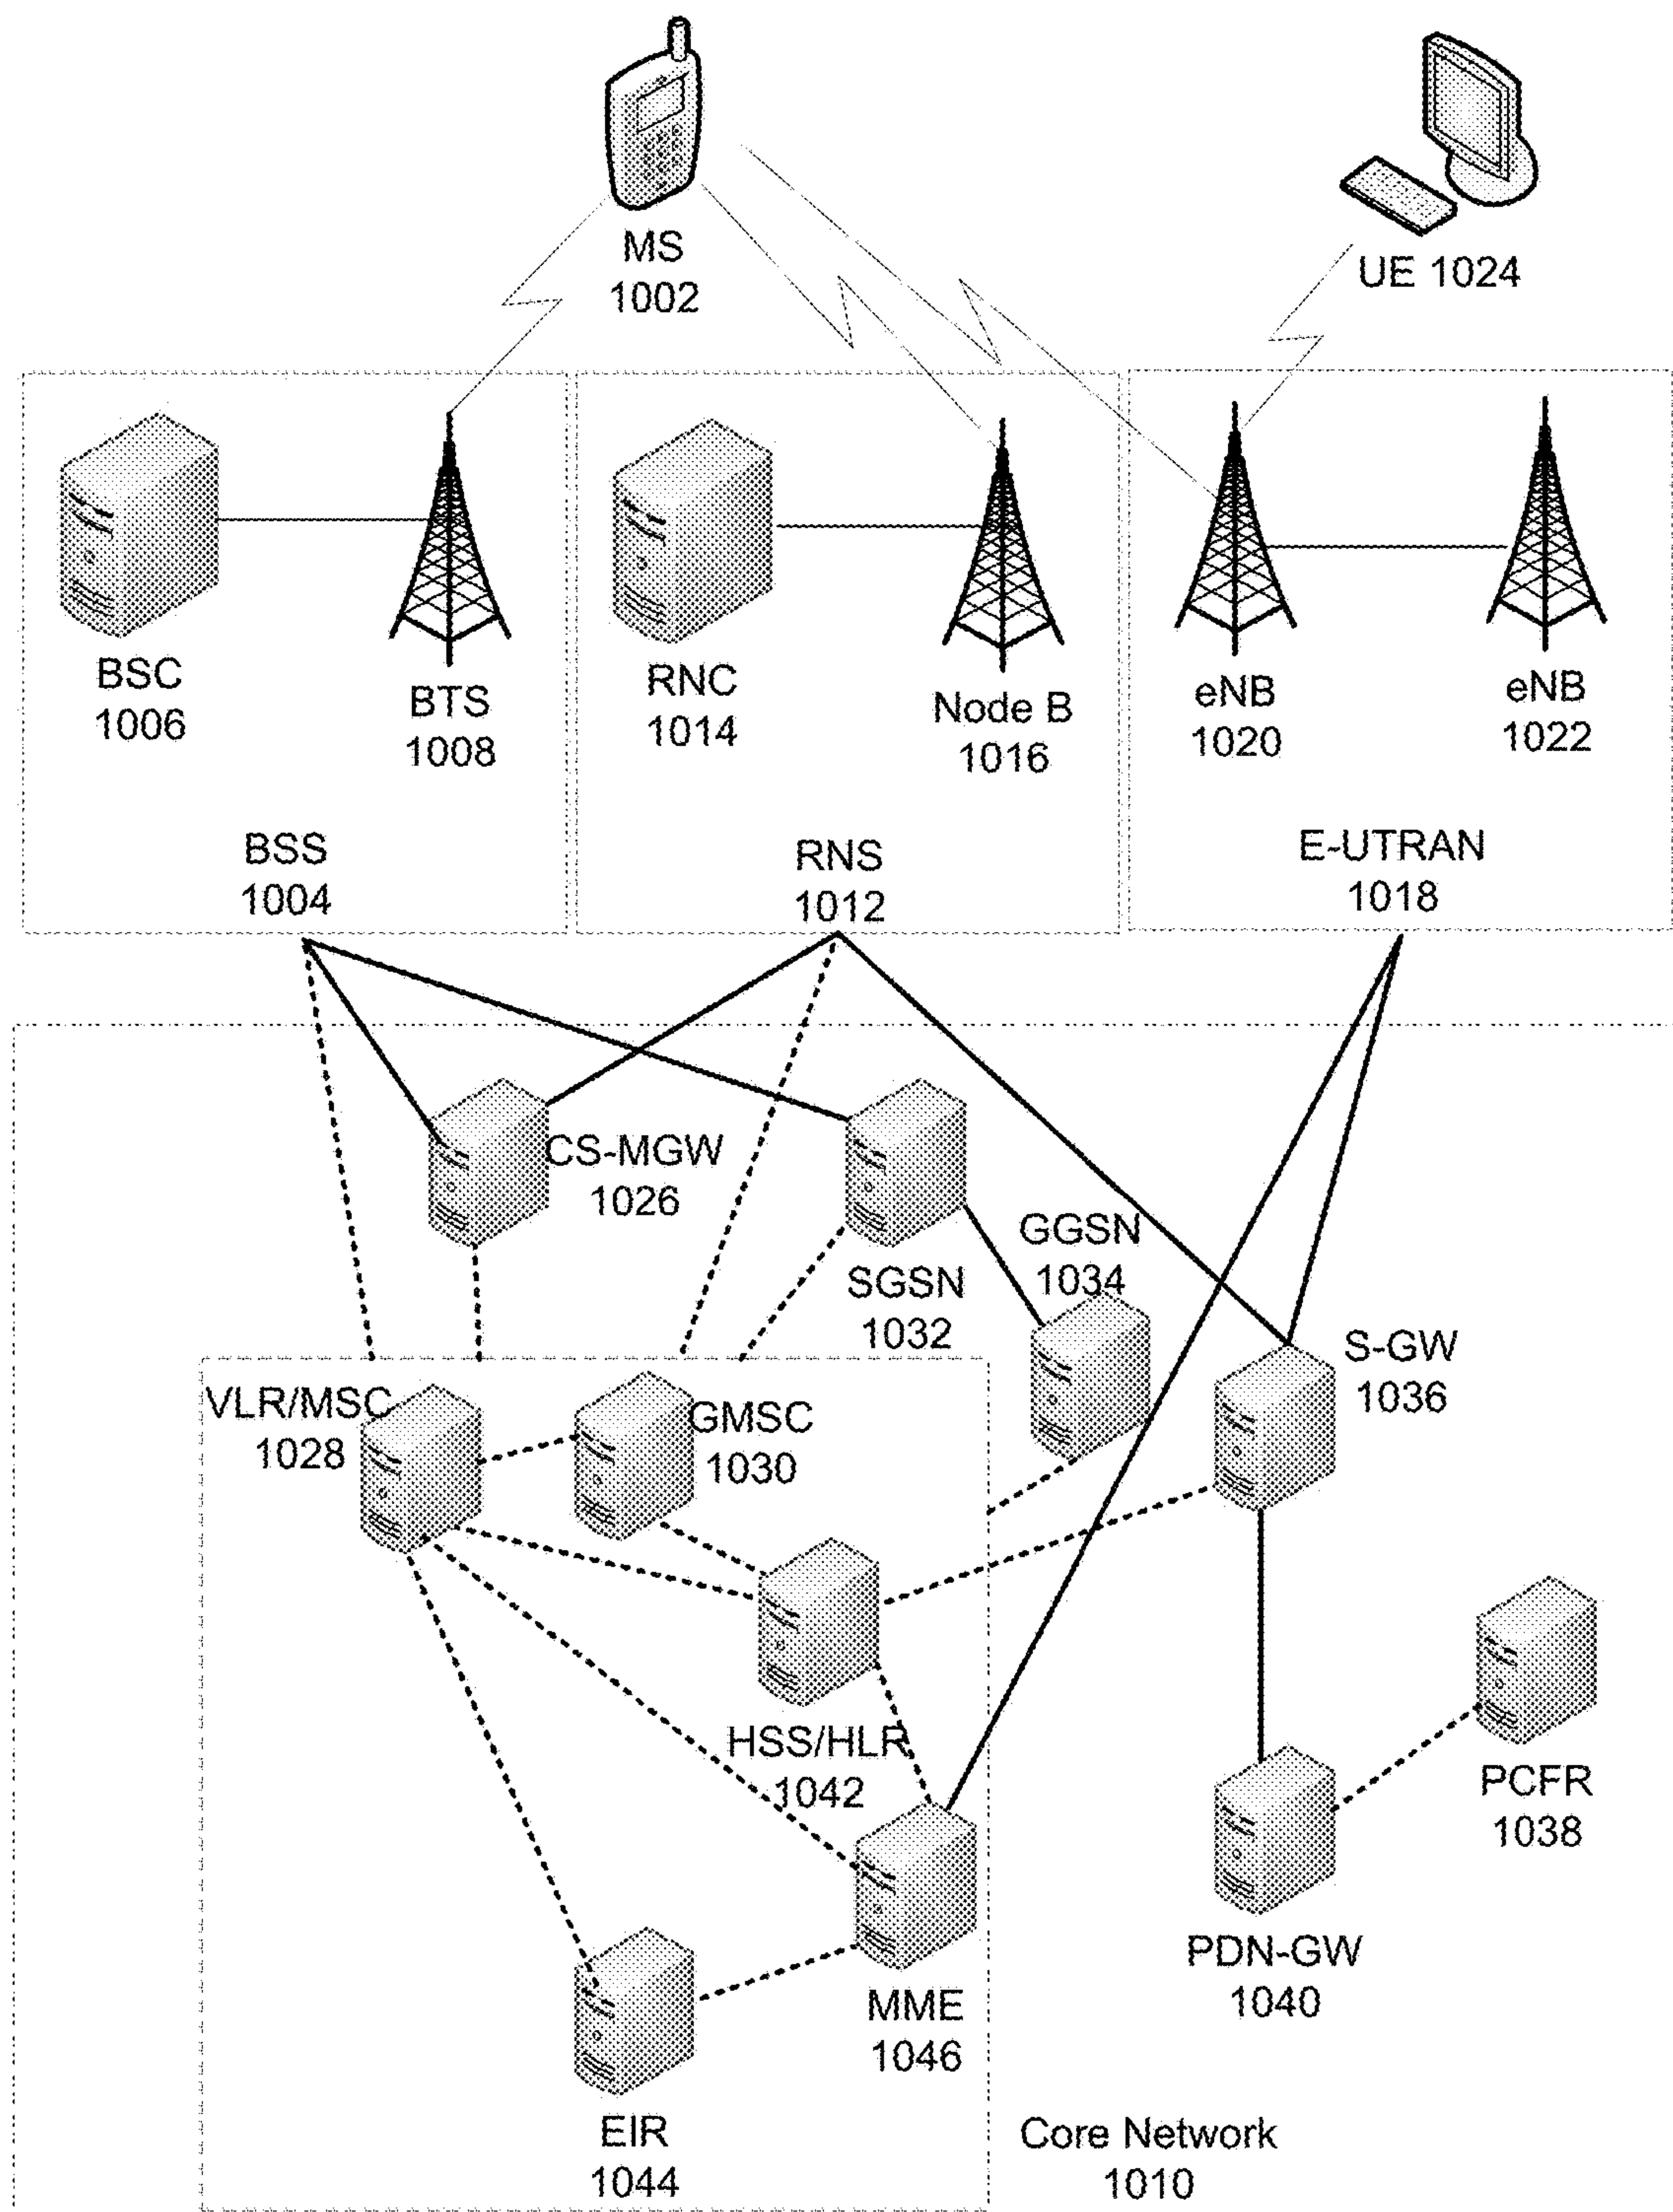 MS
1002
UE 1024
BSC
1006
BTS
1008
RNC
1014
Node B
1016
eNB
1020
eNB
1022
BSS
1004
RNS
1012
E-UTRAN
1018
CS-MGW
1026
SGSN
1032
GGSN
1034
S-GW
1036
VLR/MSC
1028
GMSC
1030
HSS/HLR
1042
PCFR
1038
PDN-GW
1040
MME
1046
EIR
1044
Core Network
1010